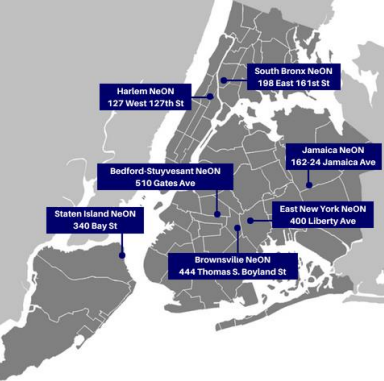 South Bronx NeON
198 East 161st St
Harlem NeON
127 West 127th St
Jamaica NeON
162-24 Jamaica Ave
Bedford-Stuyvesant NeON
510 Gates Ave
Staten Island NeON
340 Bay St
East New York NeON
400 Liberty Ave
Brownsville NeON
444 Thomas S. Boyland St